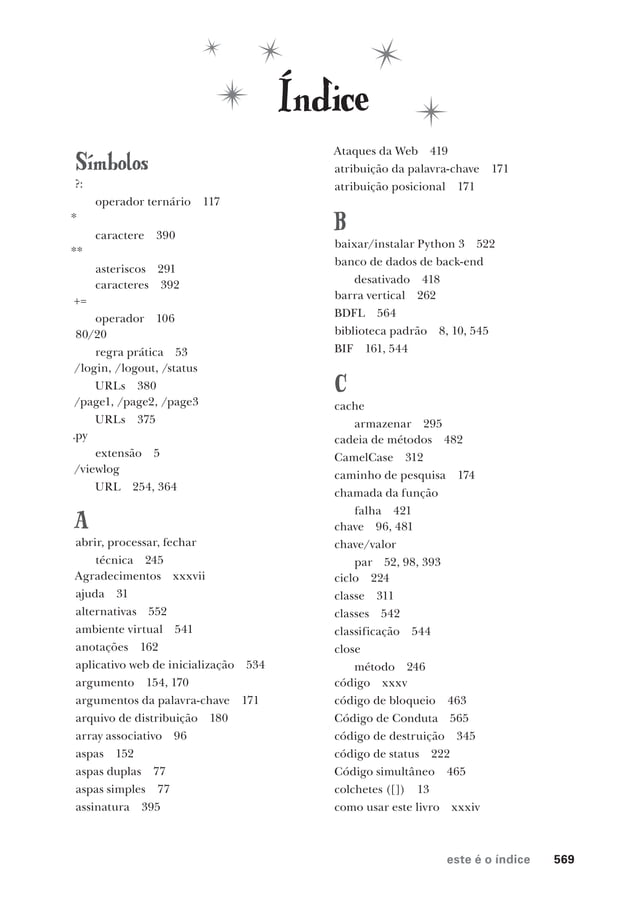 Índice
Símbolos
?:
operador ternário 117
*
caractere 390
**
asteriscos 291
caracteres 392
+=
operador 106
80/20
regra prática 53
/login, /logout, /status
URLs 380
/page1, /page2, /page3
URLs 375
.py
extensão 5
/viewlog
URL 254, 364
A
abrir, processar, fechar
técnica 245
Agradecimentos xxxvii
ajuda 31
alternativas 552
ambiente virtual 541
anotações 162
aplicativo web de inicialização 534
argumento 154, 170
argumentos da palavra-chave 171
arquivo de distribuição 180
array associativo 96
aspas 152
aspas duplas 77
aspas simples 77
assinatura 395
Ataques da Web 419
atribuição da palavra-chave 171
atribuição posicional 171
B
baixar/instalar Python 3 522
banco de dados de back-end
desativado 418
barra vertical 262
BDFL 564
biblioteca padrão 8, 10, 545
BIF 161, 544
C
cache
armazenar 295
cadeia de métodos 482
CamelCase 312
caminho de pesquisa 174
chamada da função
falha 421
chave 96, 481
chave/valor
par 52, 98, 393
ciclo 224
classe 311
classes 542
classificação 544
close
método 246
código xxxv
código de bloqueio 463
Código de Conduta 565
código de destruição 345
código de status 222
Código simultâneo 465
colchetes ([]) 13
como usar este livro xxxiv
este é o índice 569